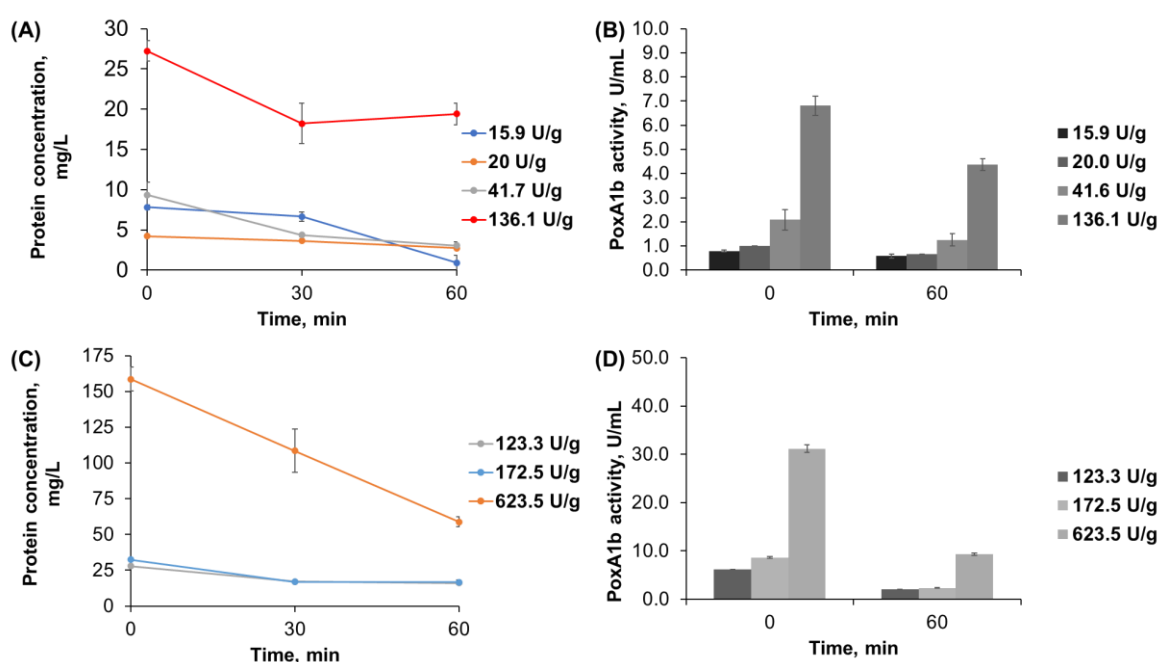 (A)
Protein concentration,
mg/L
30
25
20
15
10
5
0
0
30
60
Time, min
15.9 U/g
20 U/g
41.7 U/g
136.1 U/g
(B)
PoxA1b activity, U/mL
10.0
9.0
8.0
7.0
6.0
5.0
4.0
3.0
2.0
1.0
0.0
0
60
Time, min
15.9 U/g
20.0 U/g
41.6 U/g
136.1 U/g
(C)
Protein concentration,
mg/L
175
150
125
100
75
50
25
0
0
30
60
Time, min
123.3 U/g
172.5 U/g
623.5 U/g
(D)
PoxA1b activity, U/mL
50.0
40.0
30.0
20.0
10.0
0.0
0
60
Time, min
123.3 U/g
172.5 U/g
623.5 U/g